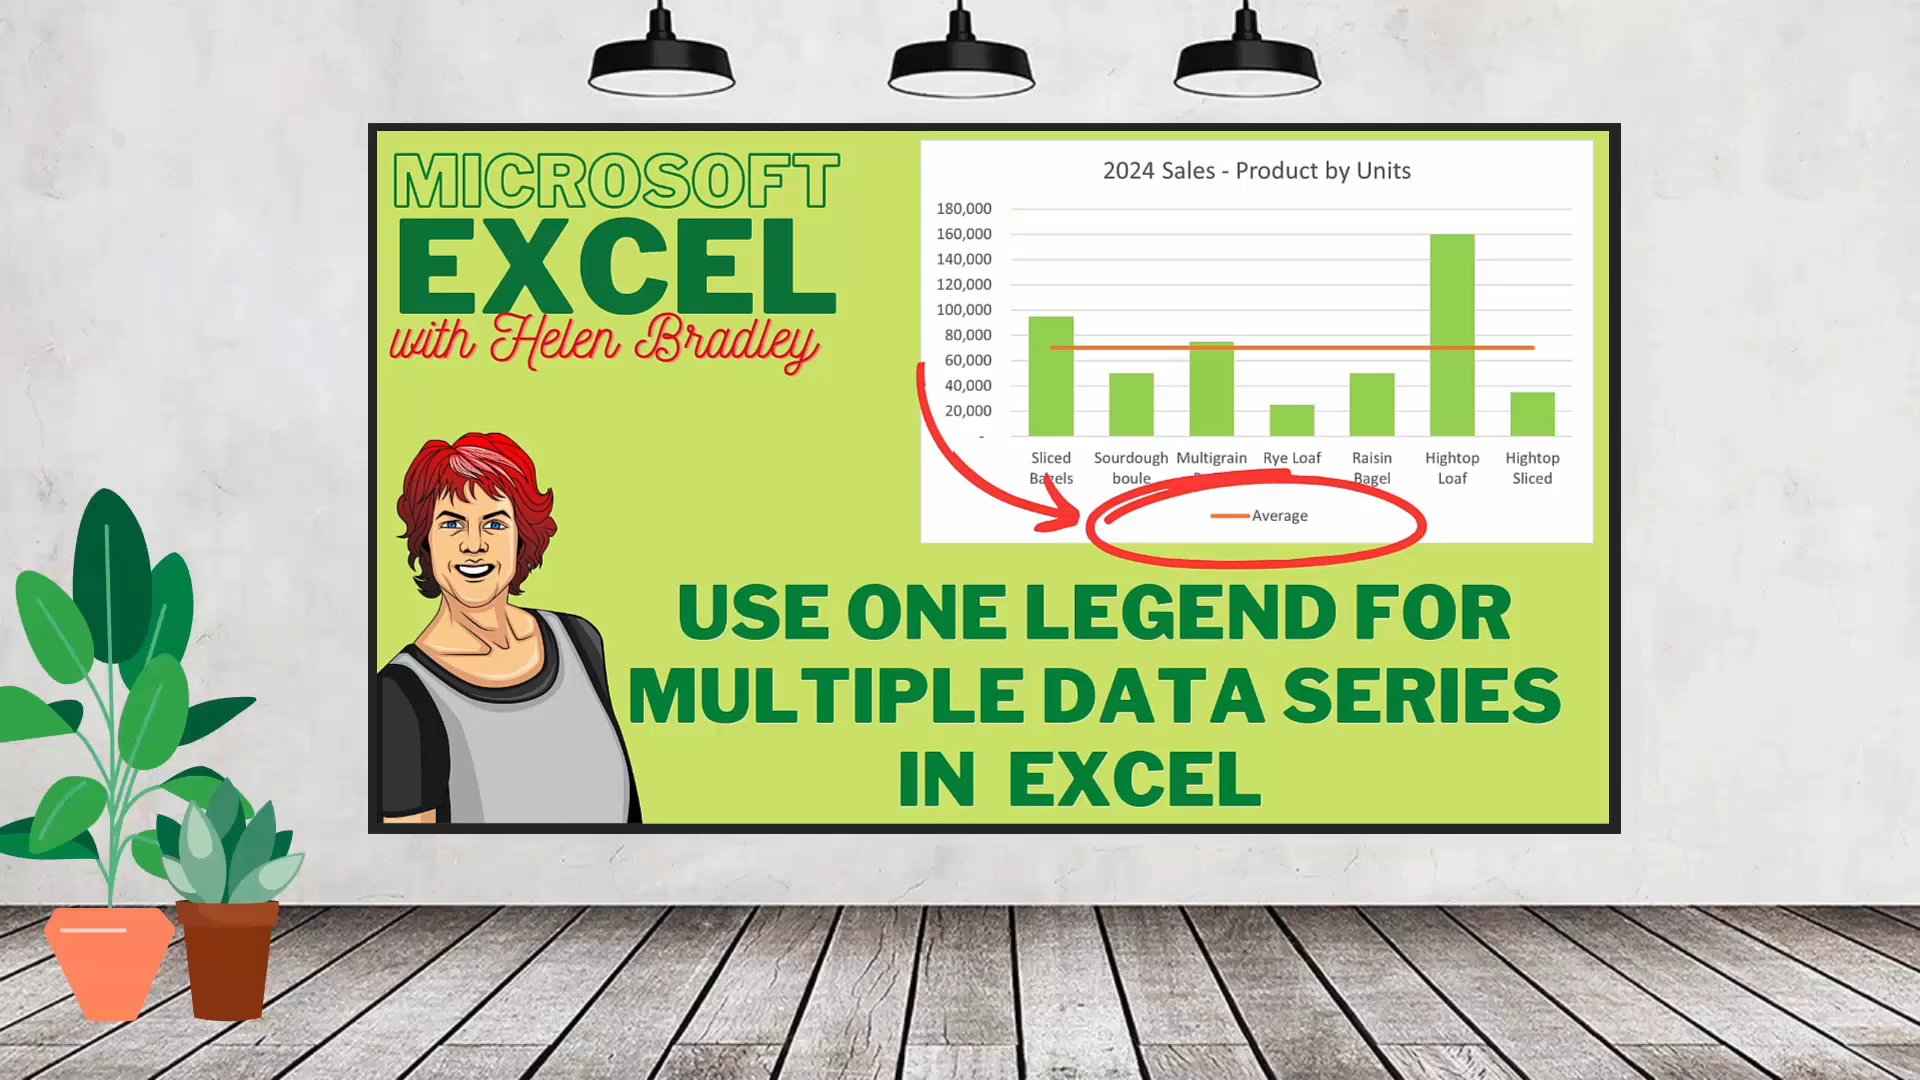 MICROSOFT
EXCEL
with Helen Bradley
2024 Sales - Product by Units
180,000
160,000
140,000
120,000
100,000
80,000
60,000
40,000
20,000
-
Sliced Sourdough Multigrain Rye Loaf Raisin Hightop Hightop
Bagels boule Bagel Loaf Sliced
Average
USE ONE LEGEND FOR
MULTIPLE DATA SERIES
IN EXCEL